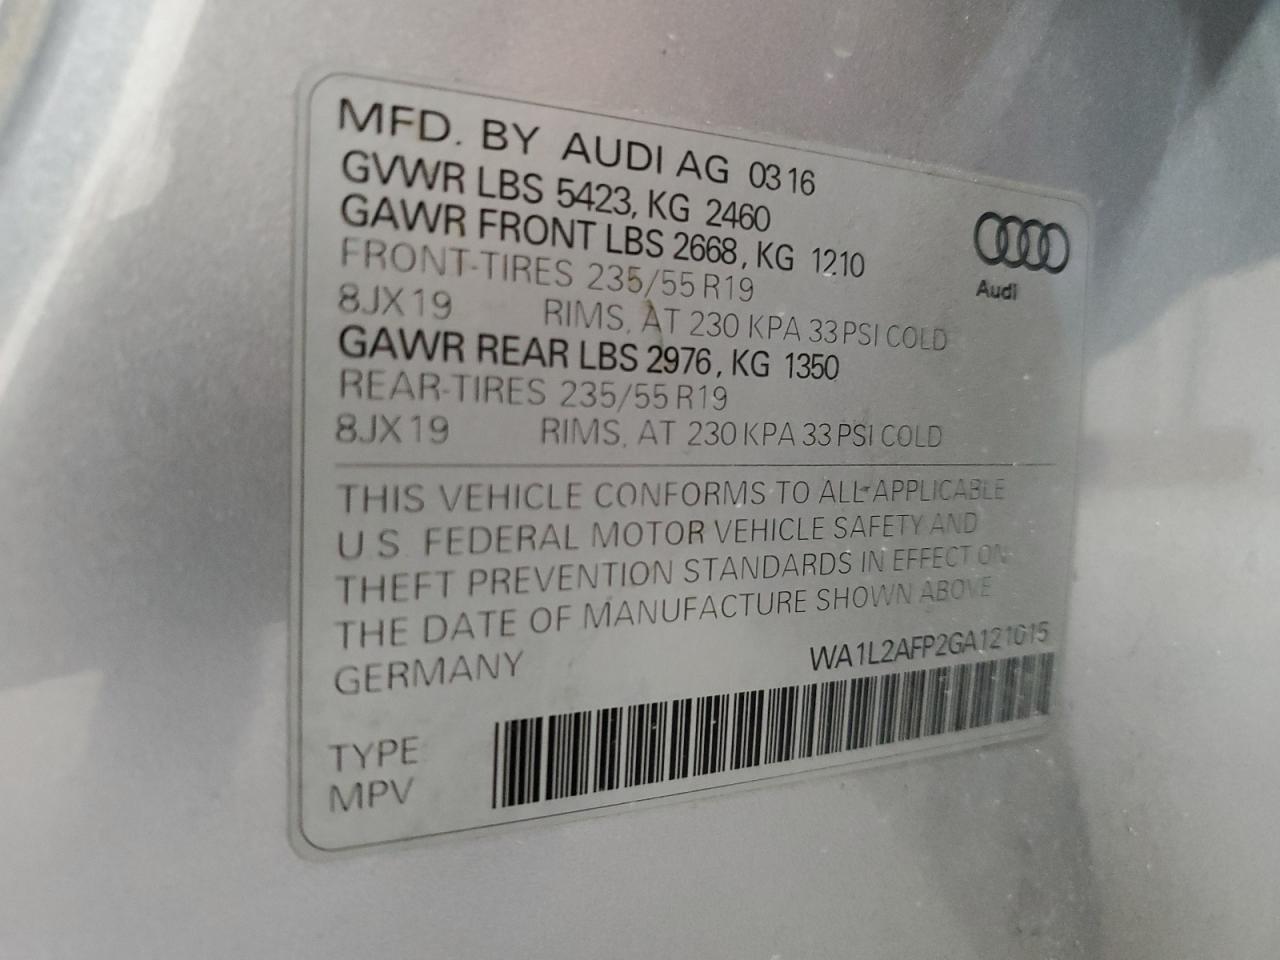 MFD. BY AUDI AG 03 16
GVWR LBS 5423, KG 2460
GAWR FRONT LBS 2668, KG 1210
FRONT-TIRES 235/55 R19
8JX19 RIMS, AT 230 KPA 33 PSI COLD
GAWR REAR LBS 2976, KG 1350
REAR-TIRES 235/55 R19
8JX19 RIMS, AT 230 KPA 33 PSI COLD
Audi
THIS VEHICLE CONFORMS TO ALL APPLICABLE
U.S. FEDERAL MOTOR VEHICLE SAFETY AND
THEFT PREVENTION STANDARDS IN EFFECT ON
THE DATE OF MANUFACTURE SHOWN ABOVE
GERMANY
WA1L2AFP2GA121015
TYPE
MPV